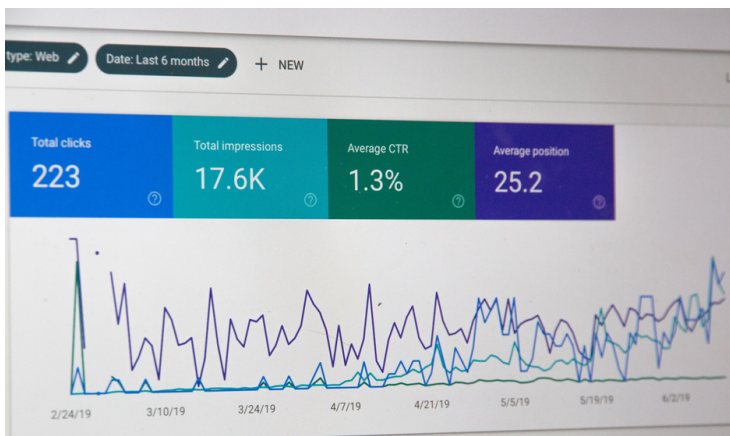 type: Web
Date: Last 6 months
+ NEW
Total clicks
223
Total impressions
17.6K
Average CTR
1.3%
Average position
25.2
2/24/19
3/10/19
3/24/19
4/7/19
4/21/19
5/5/19
5/19/19
6/2/19